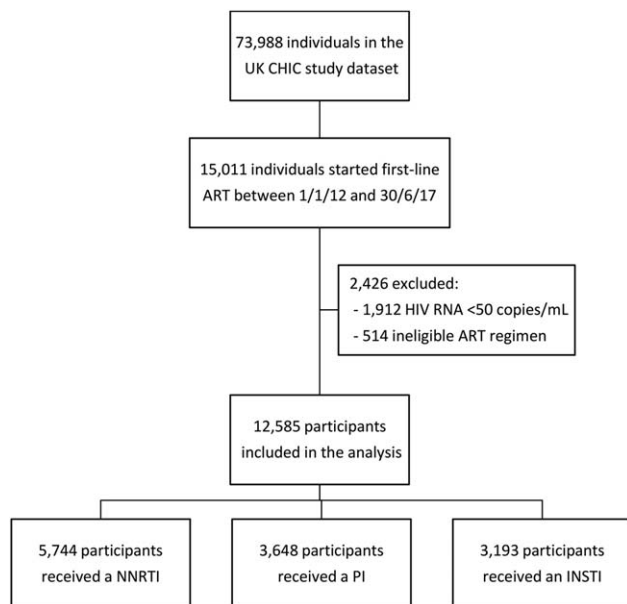 73,988 individuals in the
UK CHIC study dataset
15,011 individuals started first-line
ART between 1/1/12 and 30/6/17
2,426 excluded:
- 1,912 HIV RNA <50 copies/mL
- 514 ineligible ART regimen
12,585 participants
included in the analysis
5,744 participants
received a NNRTI
3,648 participants
received a PI
3,193 participants
received an INSTI